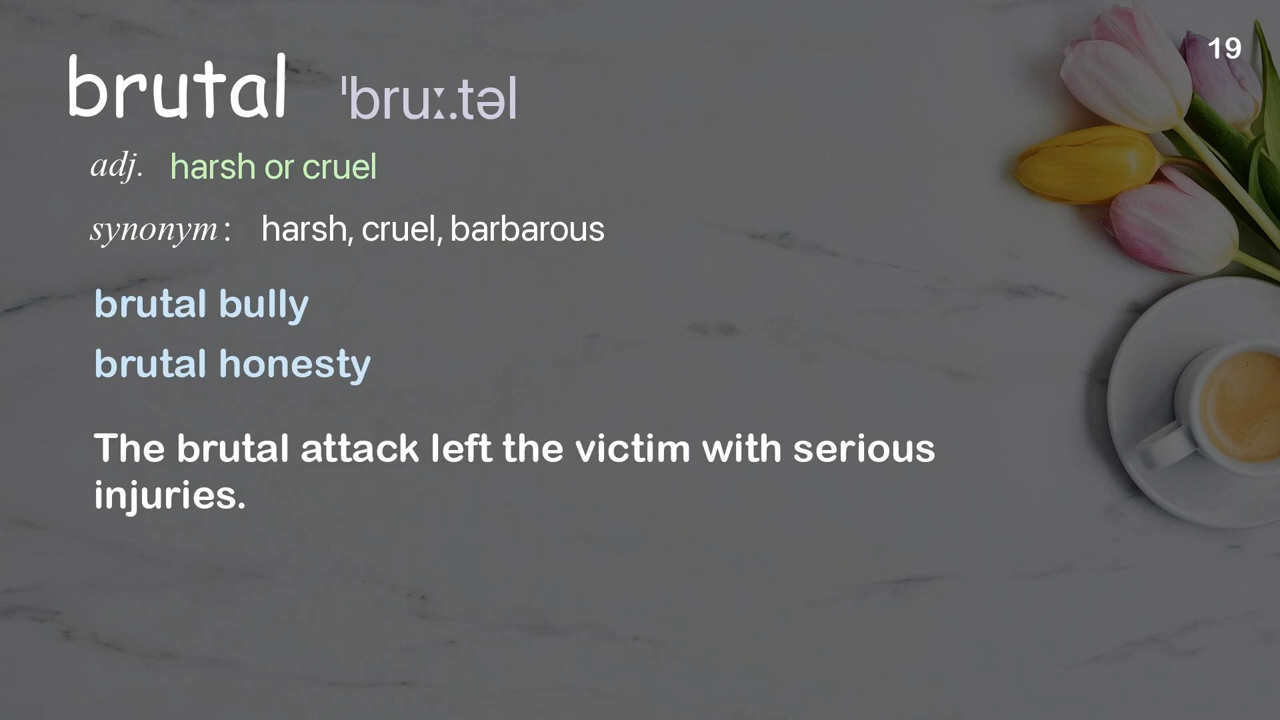 19
brutal ˈbruː.təl
adj. harsh or cruel
synonym: harsh, cruel, barbarous
brutal bully
brutal honesty
The brutal attack left the victim with serious
injuries.